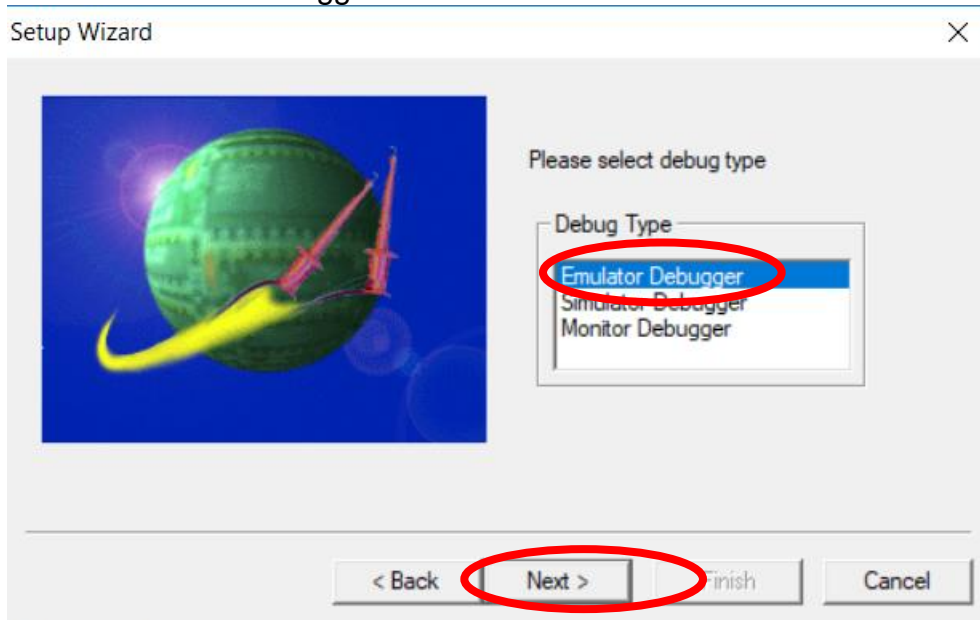 Setup Wizard
Please select debug type
Debug Type
Emulator Debugger
Simulator Debugger
Monitor Debugger
< Back Next > Finish Cancel